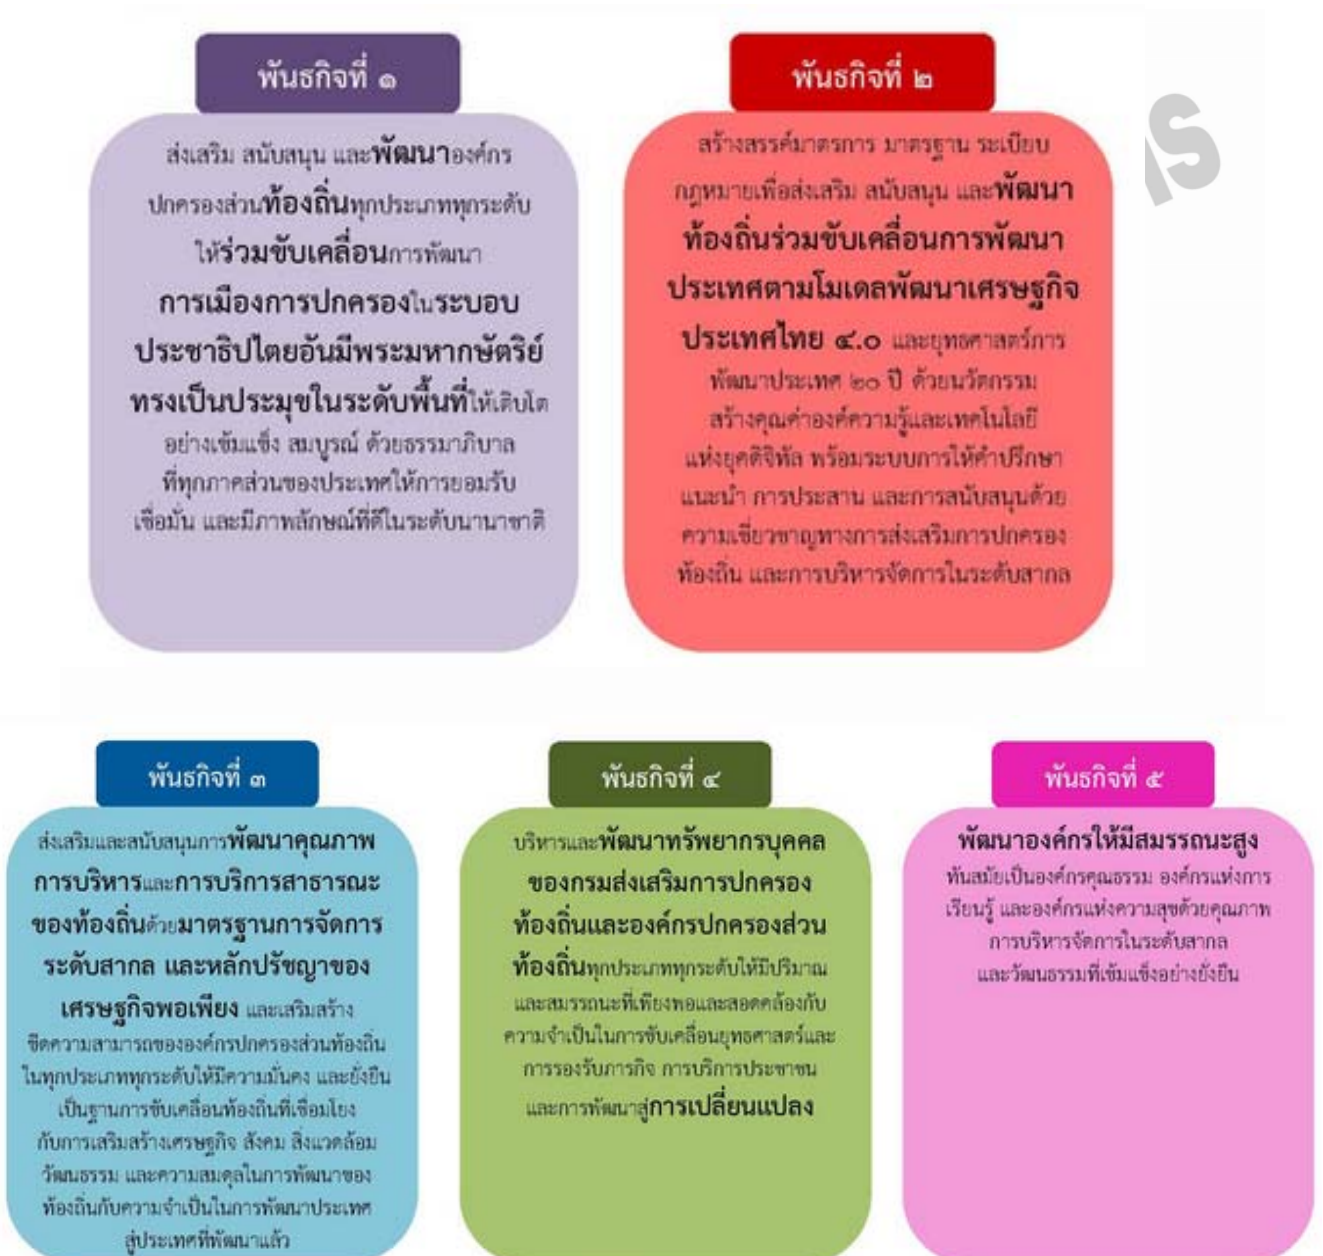 พันธกิจที่ ๑
ส่งเสริม สนับสนุน และพัฒนาองค์กร
ปกครองส่วนท้องถิ่นทุกประเภททุกระดับ
ให้ร่วมขับเคลื่อนการพัฒนา
การเมืองการปกครองในระบอบ
ประชาธิปไตยอันมีพระมหากษัตริย์
ทรงเป็นประมุขในระดับพื้นที่ให้เติบโต
อย่างเข้มแข็ง สมบูรณ์ ด้วยธรรมาภิบาล
ที่ทุกภาคส่วนของประเทศให้การยอมรับ
เชื่อมั่น และมีภาพลักษณ์ที่ดีในระดับนานาชาติ
พันธกิจที่ ๒
สร้างสรรค์มาตรการ มาตรฐาน ระเบียบ
กฎหมายเพื่อส่งเสริม สนับสนุน และพัฒนา
ท้องถิ่นร่วมขับเคลื่อนการพัฒนา
ประเทศตามโมเดลพัฒนาเศรษฐกิจ
ประเทศไทย ๔.๐ และยุทธศาสตร์การ
พัฒนาประเทศ ๒๐ ปี ด้วยนวัตกรรม
สร้างคุณค่าองค์ความรู้และเทคโนโลยี
แห่งยุคดิจิทัล พร้อมระบบการให้คำปรึกษา
แนะนำ การประสาน และการสนับสนุนด้วย
ความเชี่ยวชาญทางการส่งเสริมการปกครอง
ท้องถิ่น และการบริหารจัดการในระดับสากล
พันธกิจที่ ๓
ส่งเสริมและสนับสนุนการพัฒนาคุณภาพ
การบริหารและการบริการสาธารณะ
ของท้องถิ่นด้วยมาตรฐานการจัดการ
ระดับสากล และหลักปรัชญาของ
เศรษฐกิจพอเพียง และเสริมสร้าง
ขีดความสามารถขององค์กรปกครองส่วนท้องถิ่น
ในทุกประเภททุกระดับให้มีความมั่นคง และยั่งยืน
เป็นฐานการขับเคลื่อนท้องถิ่นที่เชื่อมโยง
กับการเสริมสร้างเศรษฐกิจ สังคม สิ่งแวดล้อม
วัฒนธรรม และความสมดุลในการพัฒนาของ
ท้องถิ่นกับความจำเป็นในการพัฒนาประเทศ
สู่ประเทศที่พัฒนาแล้ว
พันธกิจที่ ๔
บริหารและพัฒนาทรัพยากรบุคคล
ของกรมส่งเสริมการปกครอง
ท้องถิ่นและองค์กรปกครองส่วน
ท้องถิ่นทุกประเภททุกระดับให้มีปริมาณ
และสมรรถนะที่เพียงพอและสอดคล้องกับ
ความจำเป็นในการขับเคลื่อนยุทธศาสตร์และ
การรองรับภารกิจ การบริการประชาชน
และการพัฒนาสู่การเปลี่ยนแปลง
พันธกิจที่ ๕
พัฒนาองค์กรให้มีสมรรถนะสูง
ทันสมัยเป็นองค์กรคุณธรรม องค์กรแห่งการ
เรียนรู้ และองค์กรแห่งความสุขด้วยคุณภาพ
การบริหารจัดการในระดับสากล
และวัฒนธรรมที่เข้มแข็งอย่างยั่งยืน